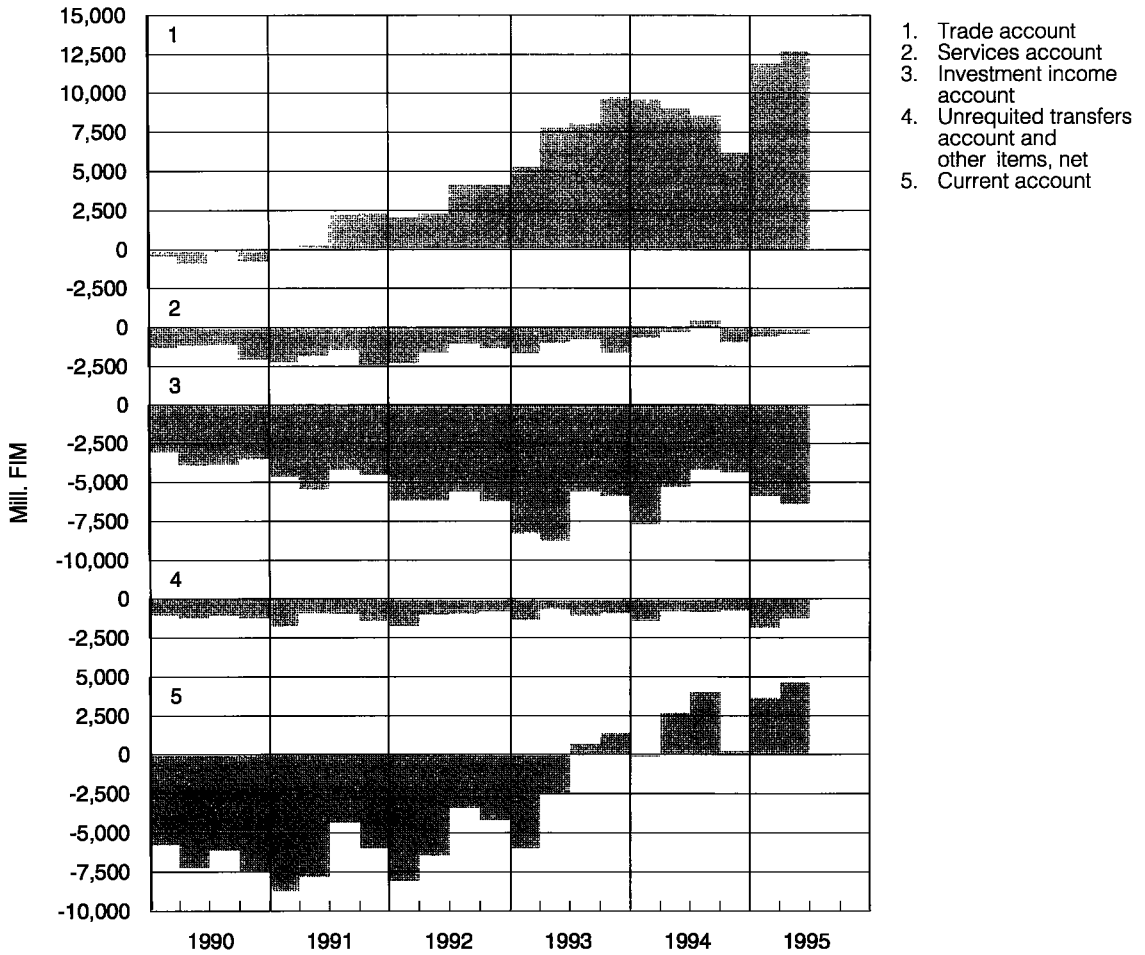 15,000
12,500
10,000
7,500
5,000
2,500
0
-2,500
0
-2,500
0
-2,500
-5,000
-7,500
-10,000
0
-2,500
5,000
2,500
0
-2,500
-5,000
-7,500
-10,000
Mill. FIM
1
2
3
4
5
1990 1991 1992 1993 1994 1995
1. Trade account
2. Services account
3. Investment income
account
4. Unrequited transfers
account and
other items, net
5. Current account